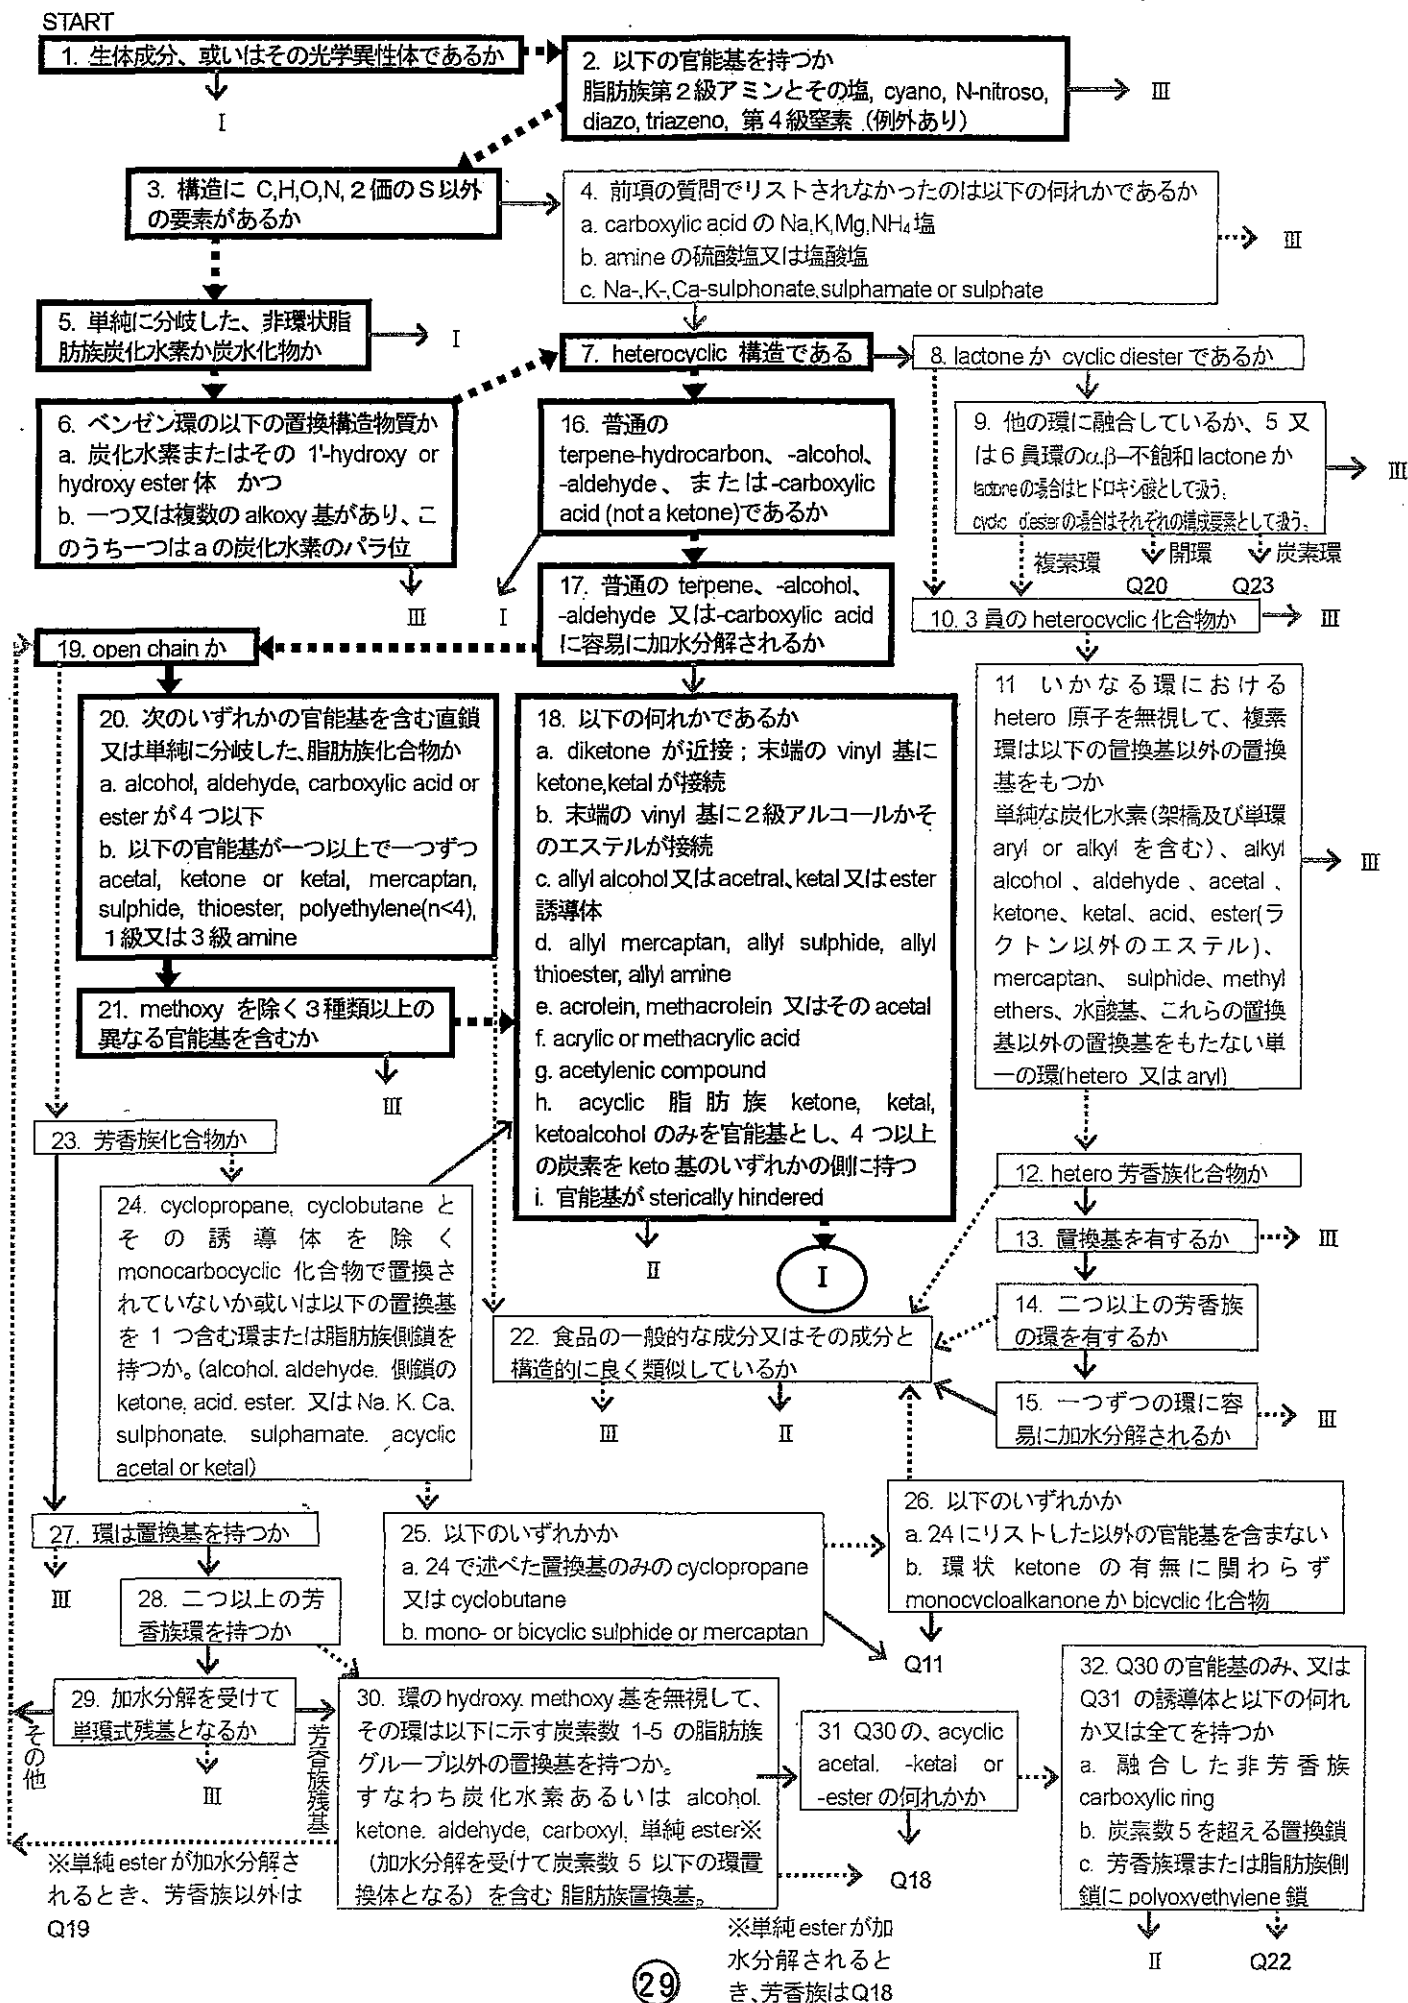 START
1. 生体成分、或いはその光学異性体であるか
I
2. 以下の官能基を持つか
脂肪族第2級アミンとその塩, cyano, N-nitroso,
diazo, triazeno, 第4級窒素（例外あり）
III
3. 構造に C,H,O,N, 2価のS以外
の要素があるか
4. 前項の質問でリストされなかったのは以下の何れかであるか
a. carboxylic acid の Na,K,Mg,NH₄塩
b. amine の硫酸塩又は塩酸塩
c. Na-,K-,Ca-sulphonate,sulphamate or sulphate
III
5. 単純に分岐した、非環状脂
肪族炭化水素か炭水化物か
I
6. ベンゼン環の以下の置換構造物質か
a. 炭化水素またはその 1'-hydroxy or
hydroxy ester 体 かつ
b. 一つ又は複数の alkoxy 基があり、こ
のうち一つは a の炭化水素のパラ位
III
7. heterocyclic 構造である
8. lactone か cyclic diester であるか
9. 他の環に融合しているか、5 又
は 6 員環のα,β-不飽和 lactone か
lactoneの場合はヒドロキシ酸として扱う。
cyclic diesterの場合はそれぞれの構成要素として扱う。
III
複素環
開環
炭素環
Q20
Q23
10. 3 員の heterocyclic 化合物か
III
11 いかなる環における
hetero 原子を無視して、複素
環は以下の置換基以外の置換
基をもつか
単純な炭化水素(架橋及び単環
aryl or alkyl を含む)、alkyl
alcohol 、aldehyde 、acetal 、
ketone、ketal、acid、ester(ラ
クトン以外のエステル)、
mercaptan、 sulphide、methyl
ethers、水酸基、これらの置換
基以外の置換基をもたない単
一の環(hetero 又は aryl)
III
12. hetero 芳香族化合物か
13. 置換基を有するか
III
14. 二つ以上の芳香族
の環を有するか
15. 一つずつの環に容
易に加水分解されるか
III
16. 普通の
terpene-hydrocarbon、-alcohol、
-aldehyde 、または-carboxylic
acid (not a ketone)であるか
I
17. 普通の terpene、-alcohol、
-aldehyde 又は-carboxylic acid
に容易に加水分解されるか
18. 以下の何れかであるか
a. diketone が近接；末端の vinyl 基に
ketone,ketal が接続
b. 末端の vinyl 基に2級アルコールかそ
のエステルが接続
c. allyl alcohol 又は acetral、ketal 又は ester
誘導体
d. allyl mercaptan, allyl sulphide, allyl
thioester, allyl amine
e. acrolein, methacrolein 又はその acetal
f. acrylic or methacrylic acid
g. acetylenic compound
h. acyclic 脂肪族 ketone, ketal,
ketoalcohol のみを官能基とし、4 つ以上
の炭素を keto 基のいずれかの側に持つ
i. 官能基が sterically hindered
II
I
19. open chain か
20. 次のいずれかの官能基を含む直鎖
又は単純に分岐した、脂肪族化合物か
a. alcohol, aldehyde, carboxylic acid or
ester が 4 つ以下
b. 以下の官能基が一つ以上で一つずつ
acetal, ketone or ketal, mercaptan,
sulphide, thioester, polyethylene(n<4),
1級又は3級 amine
21. methoxy を除く3種類以上の
異なる官能基を含むか
III
22. 食品の一般的な成分又はその成分と
構造的に良く類似しているか
III
II
23. 芳香族化合物か
24. cyclopropane, cyclobutane と
その誘導体を除く
monocarbocyclic 化合物で置換さ
れていないか或いは以下の置換基
を 1 つ含む環または脂肪族側鎖を
持つか。(alcohol. aldehyde. 側鎖の
ketone, acid. ester. 又は Na. K. Ca.
sulphonate. sulphamate. acyclic
acetal or ketal)
25. 以下のいずれかか
a. 24 で述べた置換基のみの cyclopropane
又は cyclobutane
b. mono- or bicyclic sulphide or mercaptan
Q11
26. 以下のいずれかか
a. 24 にリストした以外の官能基を含まない
b. 環状 ketone の有無に関わらず
monocycloalkanone か bicyclic 化合物
27. 環は置換基を持つか
III
28. 二つ以上の芳
香族環を持つか
29. 加水分解を受けて
単環式残基となるか
その他
III
芳香族残基
30. 環の hydroxy. methoxy 基を無視して、
その環は以下に示す炭素数 1-5 の脂肪族
グループ以外の置換基を持つか。
すなわち炭化水素あるいは alcohol.
ketone. aldehyde, carboxyl, 単純 ester※
（加水分解を受けて炭素数 5 以下の環置
換体となる）を含む 脂肪族置換基。
31 Q30 の、acyclic
acetal. -ketal or
-ester の何れかか
Q18
32. Q30 の官能基のみ、又は
Q31 の誘導体と以下の何れ
か又は全てを持つか
a. 融合した非芳香族
carboxylic ring
b. 炭素数 5 を超える置換鎖
c. 芳香族環または脂肪族側
鎖に polyoxyethylene 鎖
II
Q22
※単純 ester が加水分解さ
れるとき、芳香族以外は
Q19
※単純 ester が加
水分解されると
き、芳香族は Q18
29